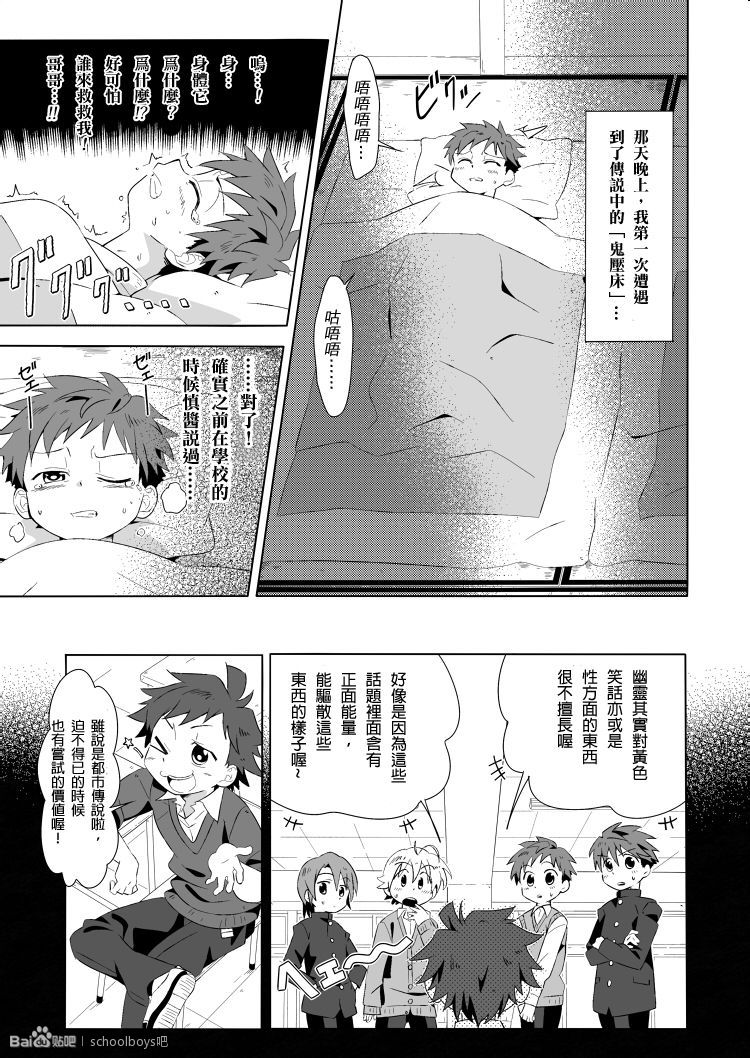 那天晚上，我第一次遭遇
到了傳說中的「鬼壓床」…
ビクッ
唔唔唔唔…
咕唔唔……
嗚…！
身…
身體它
爲什麼？
爲什麼⁉
好可怕
誰來救救我！
哥哥…‼
グググ…
ググ…
……對了！
確實之前在學校的
時候慎醬説過……
ゼェ
ゼェ
幽靈其實對黃色
笑話亦或是
性方面的東西
很不擅長喔
好像是因為這些
話題裡面含有
正面能量，
能驅散這些
東西的樣子喔~
ヘェ〜
雖說是都市傳說啦，
迫不得已的時候
也有嘗試的價值喔！
Bai 贴吧 | schoolboys吧